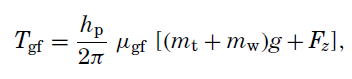 T_gf = h_p/2π μ_gf [(m_t + m_w)g + F_z],